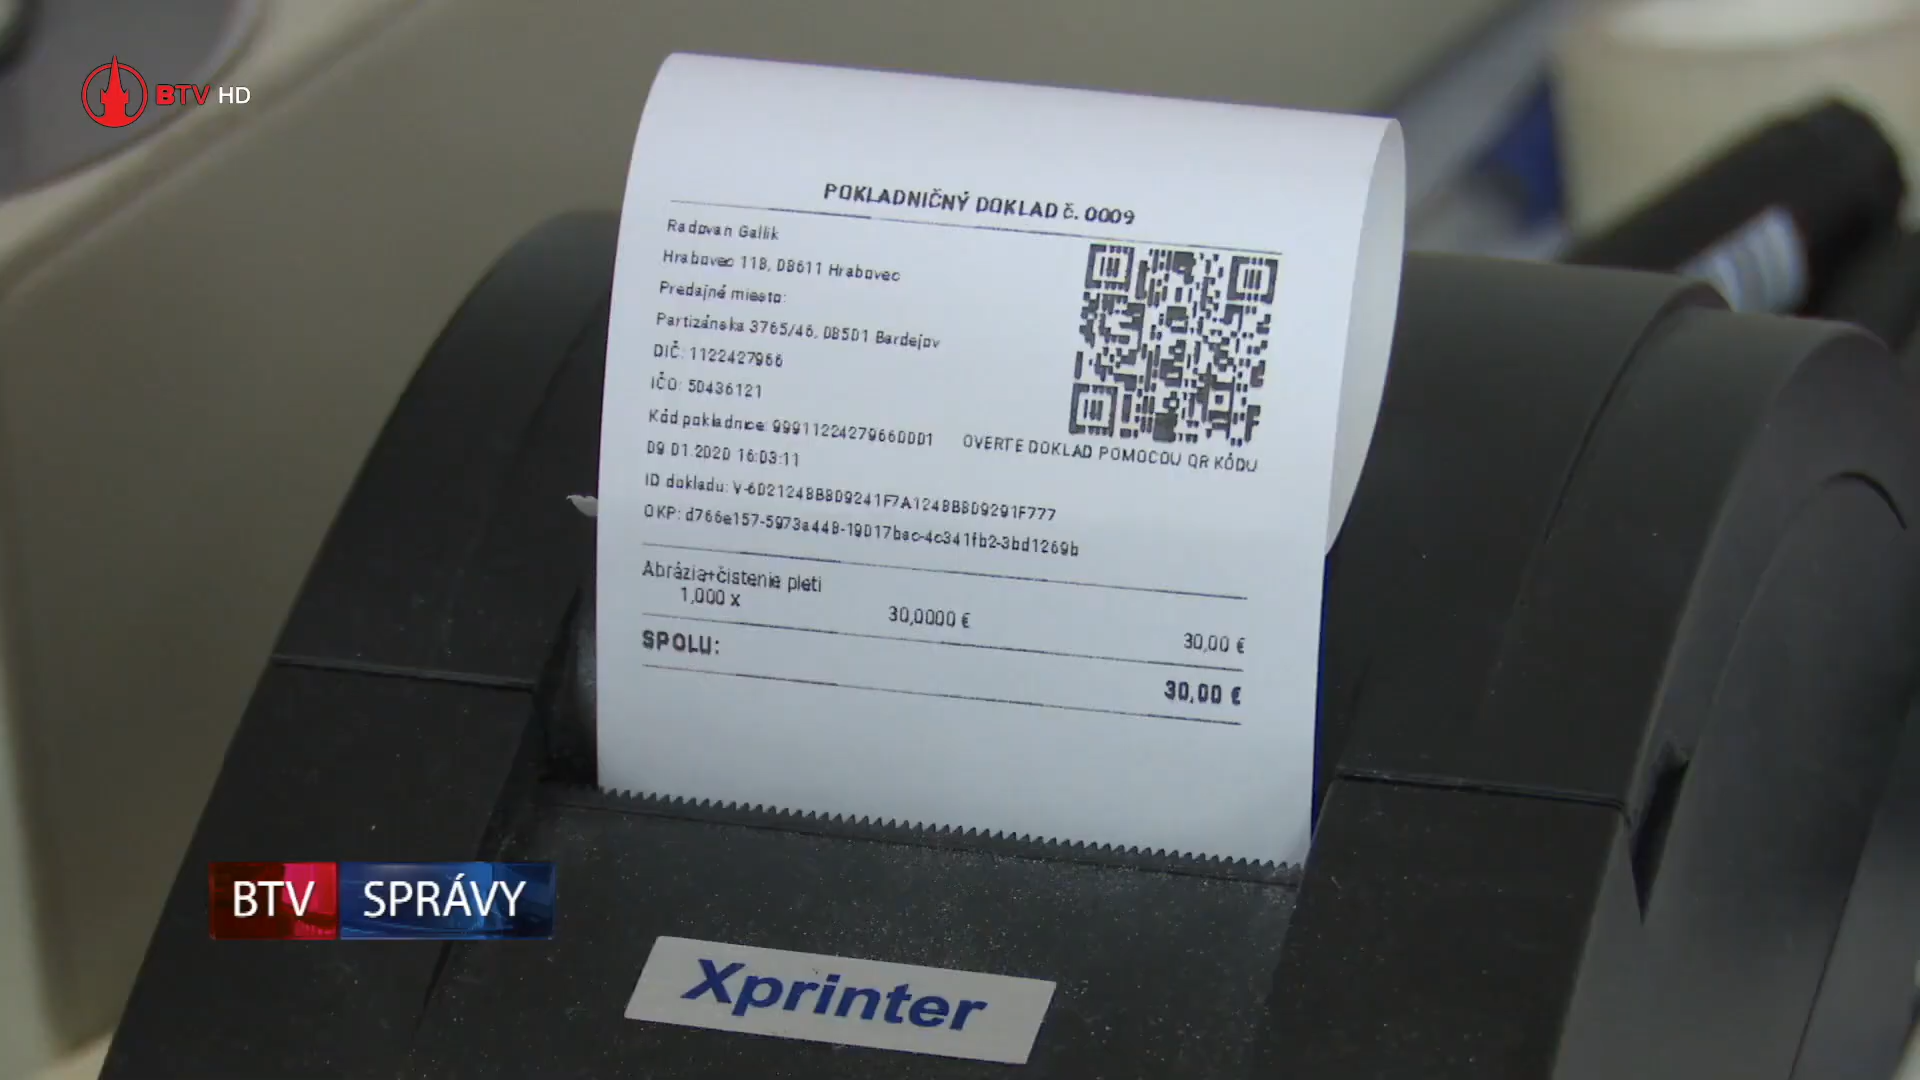 BTV HD
POKLADNIČNÝ DOKLAD č. 0009
Radovan Gallik
Hrabovec 118, 08611 Hrabovec
Predajné miesto:
Partizánska 3765/46, 08501 Bardejov
DIČ: 1122427966
IČO: 50436121
Kód pokladnice: 99911224279660001
OVERTE DOKLAD POMOCOU QR KÓDU
09.01.2020 16:03:11
ID dokladu: V-6D21248B8D9241F7A1248B8D9291F777
OKP: d766e157-5973a448-19017bac-4c341fb2-3bd1269b
Abrázia+čistenie pleti
1,000 x 30,0000 € 30,00 €
SPOLU:
30,00 €
BTV SPRÁVY
Xprinter